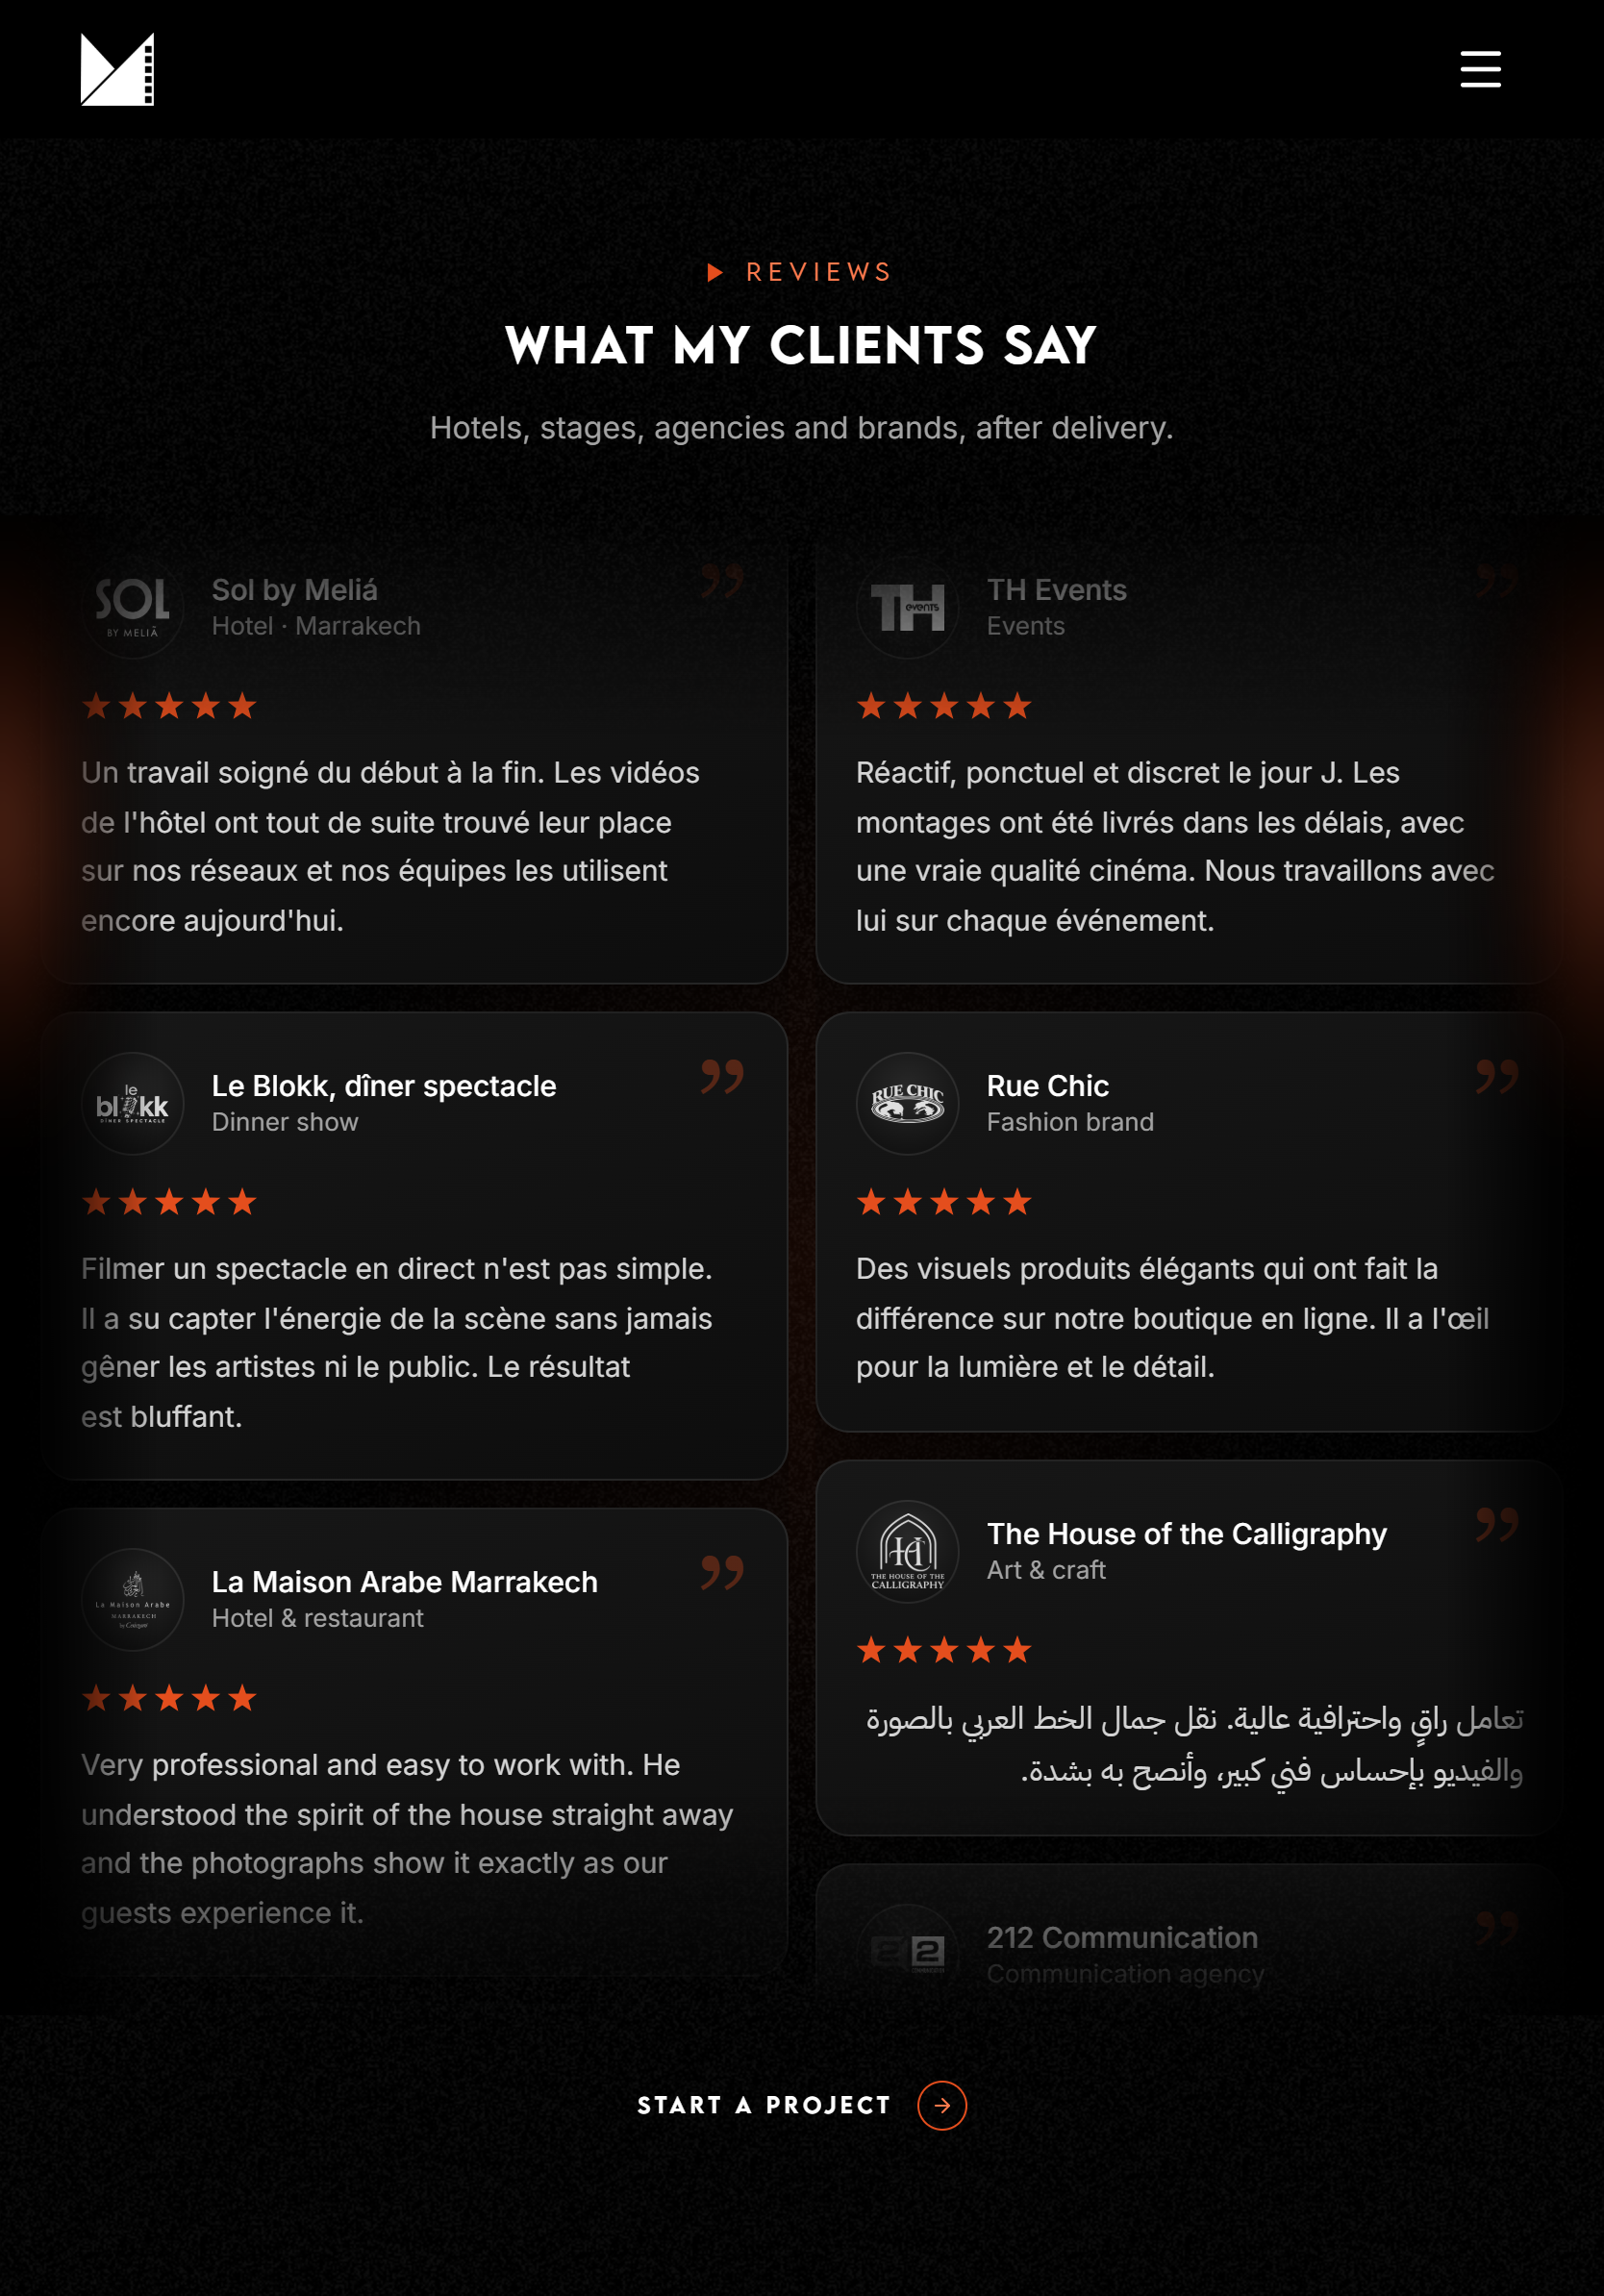 REVIEWS
WHAT MY CLIENTS SAY
Hotels, stages, agencies and brands, after delivery.
SOL
BY MELIÁ
Sol by Meliá
Hotel · Marrakech
Un travail soigné du début à la fin. Les vidéos
de l'hôtel ont tout de suite trouvé leur place
sur nos réseaux et nos équipes les utilisent
encore aujourd'hui.
TH
events
TH Events
Events
Réactif, ponctuel et discret le jour J. Les
montages ont été livrés dans les délais, avec
une vraie qualité cinéma. Nous travaillons avec
lui sur chaque événement.
le
blokk
DÎNER SPECTACLE
Le Blokk, dîner spectacle
Dinner show
Filmer un spectacle en direct n'est pas simple.
Il a su capter l'énergie de la scène sans jamais
gêner les artistes ni le public. Le résultat
est bluffant.
RUE CHIC
Rue Chic
Fashion brand
Des visuels produits élégants qui ont fait la
différence sur notre boutique en ligne. Il a l'œil
pour la lumière et le détail.
La Maison Arabe
MARRAKECH
La Maison Arabe Marrakech
Hotel & restaurant
Very professional and easy to work with. He
understood the spirit of the house straight away
and the photographs show it exactly as our
guests experience it.
THE HOUSE OF THE
CALLIGRAPHY
The House of the Calligraphy
Art & craft
تعامل راقٍ واحترافية عالية. نقل جمال الخط العربي بالصورة
والفيديو بإحساس فني كبير، وأنصح به بشدة.
212
212 Communication
Communication agency
START A PROJECT